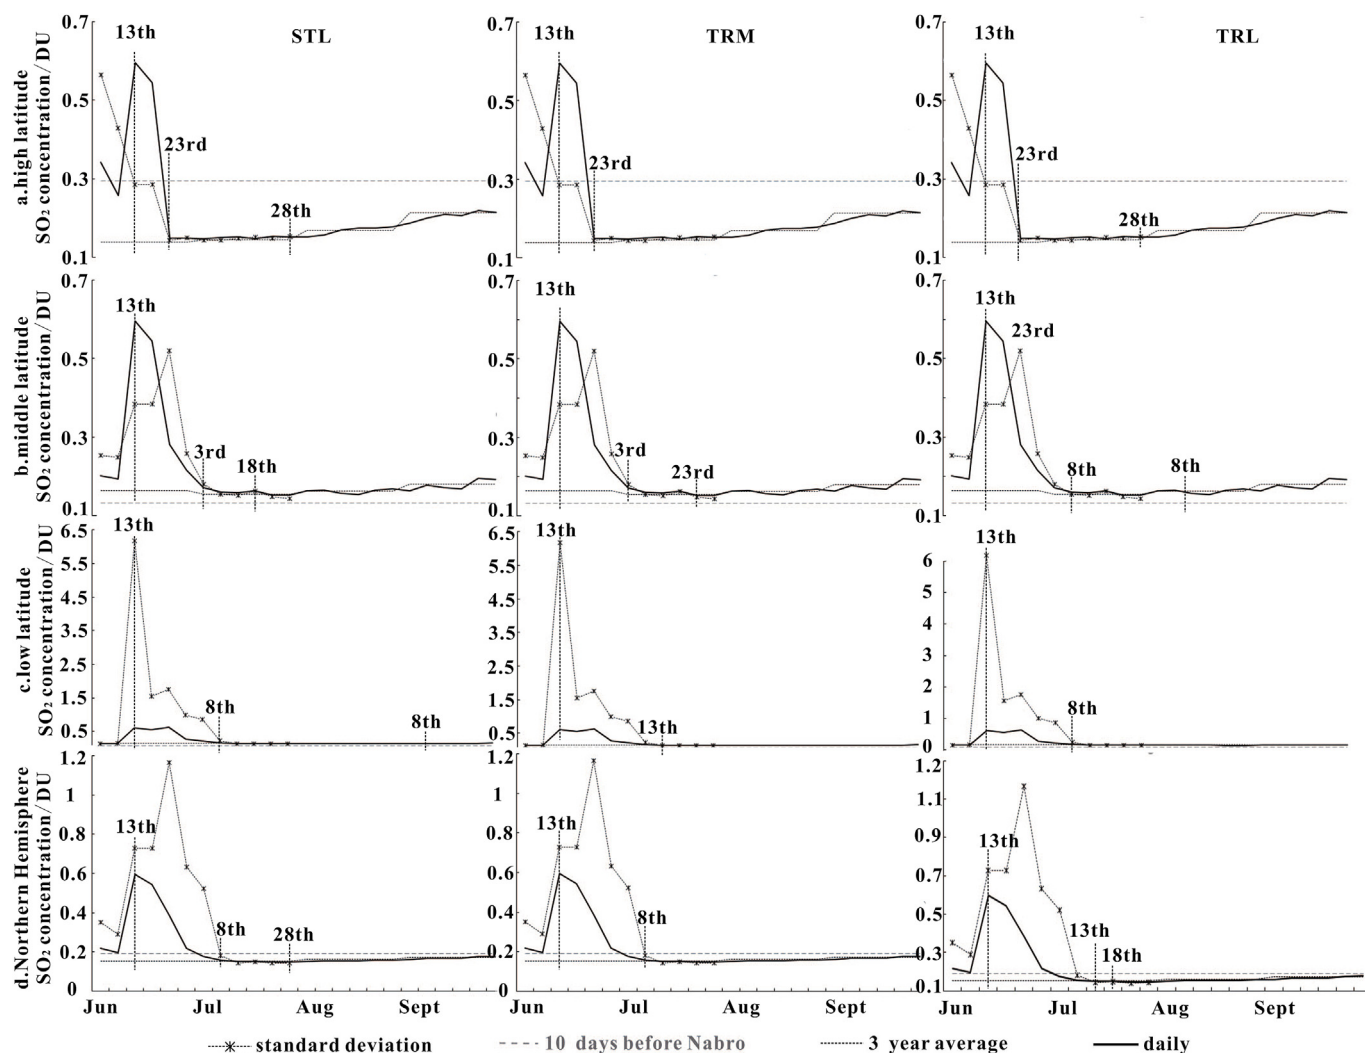 STL
TRM
TRL
a.high latitude
SO₂ concentration/DU
0.7
0.5
0.3
0.1
13th
23rd
28th
0.7
0.5
0.3
0.1
13th
23rd
0.7
0.5
0.3
0.1
13th
23rd
28th
b.middle latitude
SO₂ concentration/DU
0.7
0.5
0.3
0.1
13th
3rd
18th
0.7
0.5
0.3
0.1
13th
3rd
23rd
0.7
0.5
0.3
0.1
13th
23rd
8th
8th
c.low latitude
SO₂ concentration/DU
6.5
5.5
4.5
3.5
2.5
1.5
0.5
13th
8th
8th
6.5
5.5
4.5
3.5
2.5
1.5
0.5
13th
13th
6
5
4
3
2
1
0
13th
8th
d.Northern Hemisphere
SO₂ concentration/DU
1.2
1
0.8
0.6
0.4
0.2
0
13th
8th
28th
1.2
1
0.8
0.6
0.4
0.2
0
13th
8th
1.2
1.1
0.9
0.7
0.5
0.3
0.1
13th
13th
18th
Jun Jul Aug Sept
Jun Jul Aug Sept
Jun Jul Aug Sept
standard deviation 10 days before Nabro 3 year average daily